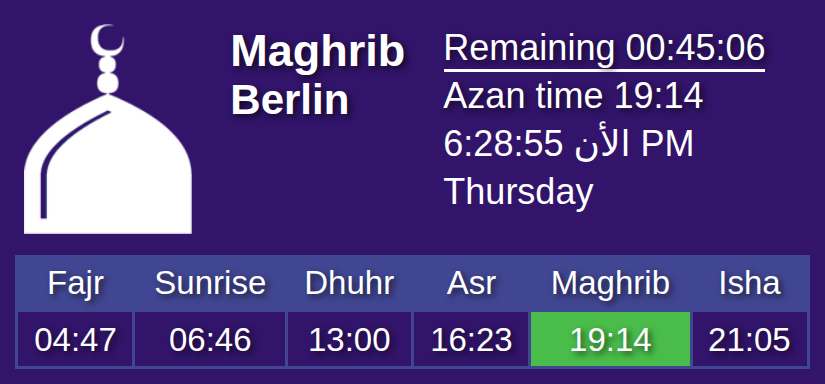 Maghrib
Berlin
Remaining 00:45:06
Azan time 19:14
6:28:55 الأن PM
Thursday
Fajr Sunrise Dhuhr Asr Maghrib Isha
04:47 06:46 13:00 16:23 19:14 21:05